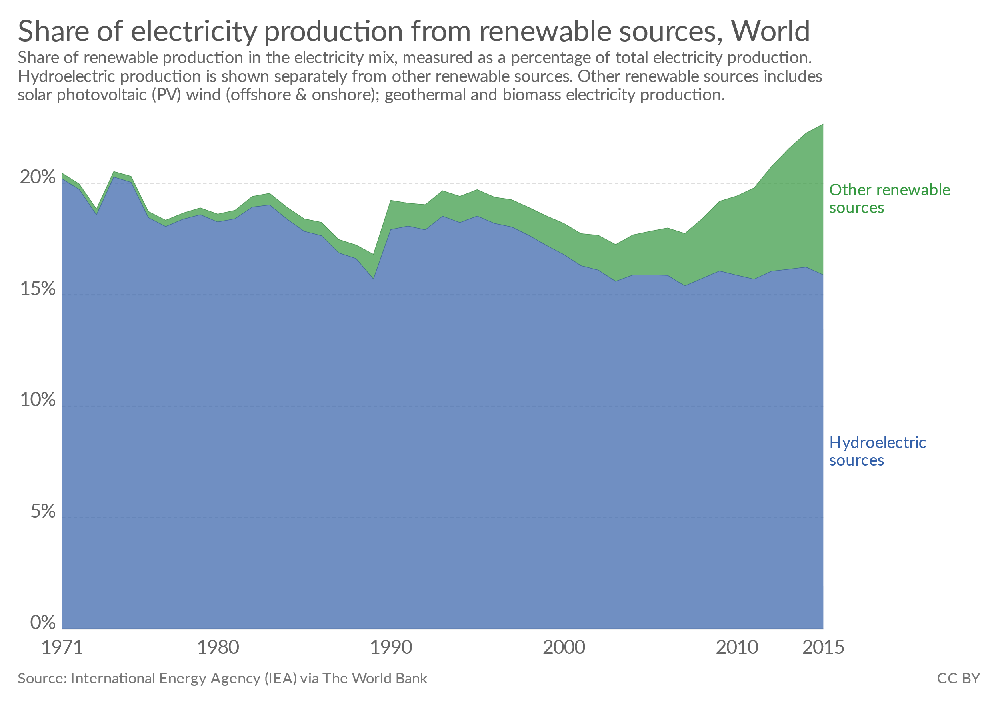 Share of electricity production from renewable sources, World
Share of renewable production in the electricity mix, measured as a percentage of total electricity production.
Hydroelectric production is shown separately from other renewable sources. Other renewable sources includes
solar photovoltaic (PV) wind (offshore & onshore); geothermal and biomass electricity production.
20%
15%
10%
5%
0%
Other renewable
sources
Hydroelectric
sources
1971 1980 1990 2000 2010 2015
Source: International Energy Agency (IEA) via The World Bank
CC BY